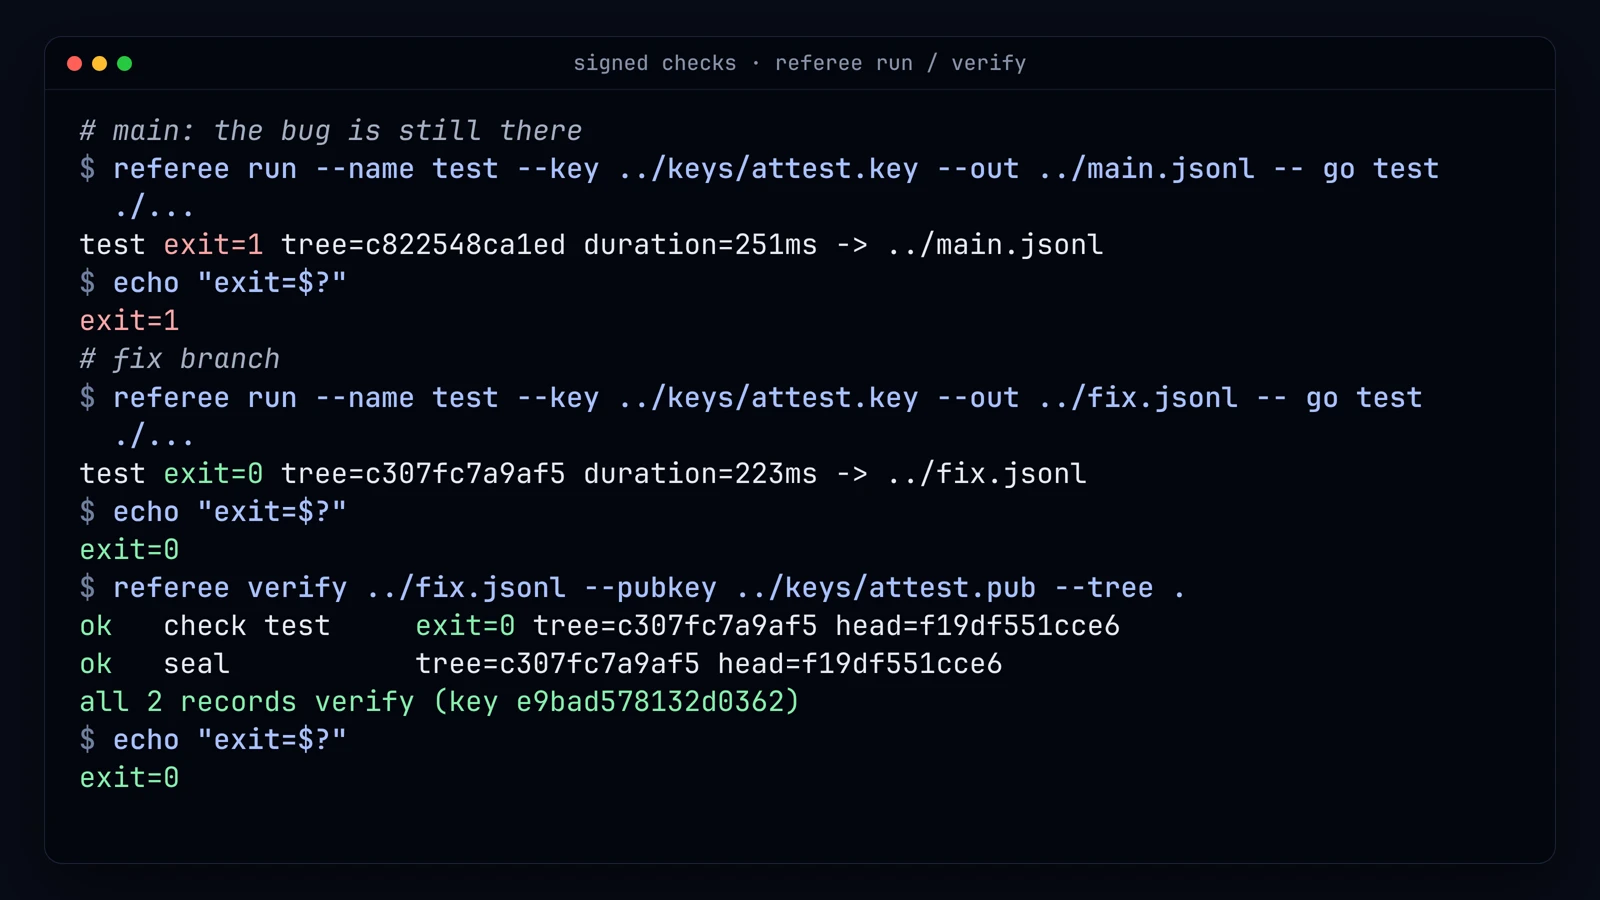 signed checks · referee run / verify
# main: the bug is still there
$ referee run --name test --key ../keys/attest.key --out ../main.jsonl -- go test
./...
test exit=1 tree=c822548ca1ed duration=251ms -> ../main.jsonl
$ echo "exit=$?"
exit=1
# fix branch
$ referee run --name test --key ../keys/attest.key --out ../fix.jsonl -- go test
./...
test exit=0 tree=c307fc7a9af5 duration=223ms -> ../fix.jsonl
$ echo "exit=$?"
exit=0
$ referee verify ../fix.jsonl --pubkey ../keys/attest.pub --tree .
ok   check test     exit=0 tree=c307fc7a9af5 head=f19df551cce6
ok   seal           tree=c307fc7a9af5 head=f19df551cce6
all 2 records verify (key e9bad578132d0362)
$ echo "exit=$?"
exit=0